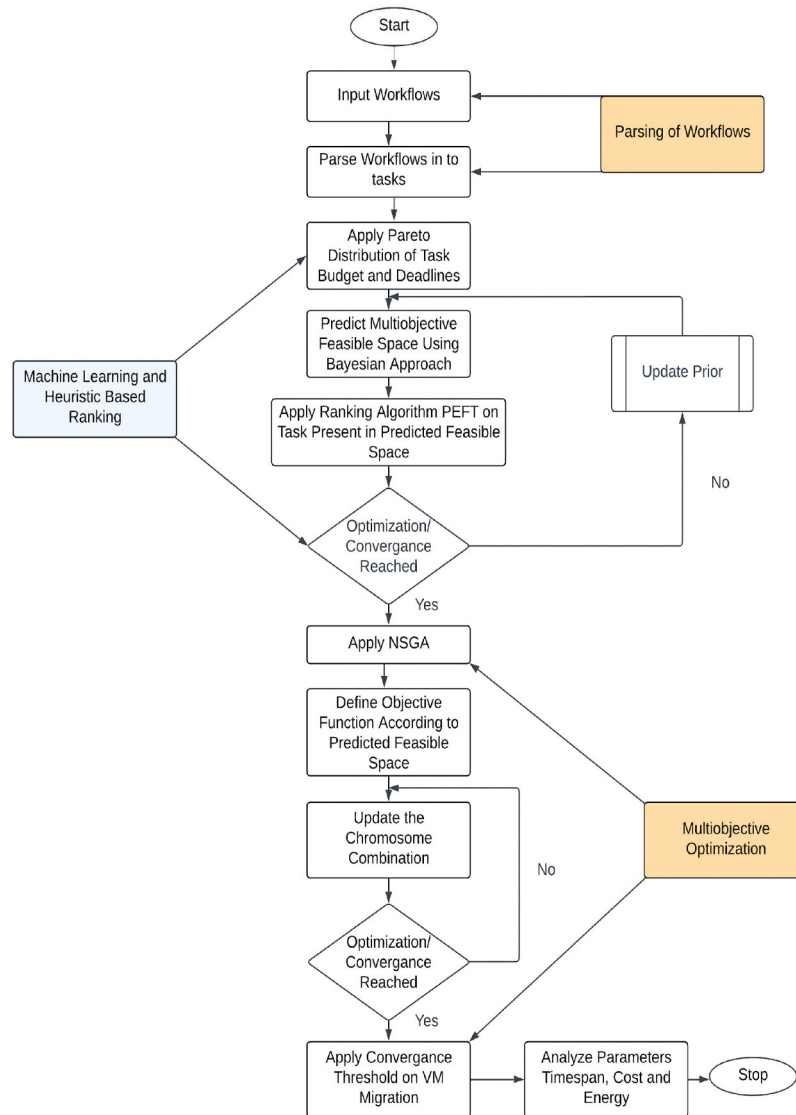 Start
Input Workflows
Parsing of Workflows
Parse Workflows in to
tasks
Apply Pareto
Distribution of Task
Budget and Deadlines
Predict Multiobjective
Feasible Space Using
Bayesian Approach
Update Prior
Machine Learning and
Heuristic Based
Ranking
Apply Ranking Algorithm PEFT on
Task Present in Predicted Feasible
Space
No
Optimization/
Convergance
Reached
Yes
Apply NSGA
Define Objective
Function According to
Predicted Feasible
Space
Update the
Chromosome
Combination
Multiobjective
Optimization
No
Optimization/
Convergance
Reached
Yes
Apply Convergance
Threshold on VM
Migration
Analyze Parameters
Timespan, Cost and
Energy
Stop